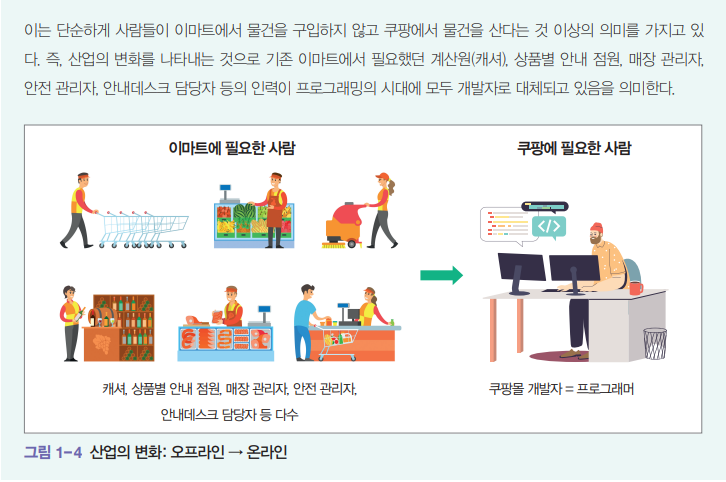 이는 단순하게 사람들이 이마트에서 물건을 구입하지 않고 쿠팡에서 물건을 산다는 것 이상의 의미를 가지고 있
다. 즉, 산업의 변화를 나타내는 것으로 기존 이마트에서 필요했던 계산원(캐셔), 상품별 안내 점원, 매장 관리자,
안전 관리자, 안내데스크 담당자 등의 인력이 프로그래밍의 시대에 모두 개발자로 대체되고 있음을 의미한다.
이마트에 필요한 사람
쿠팡에 필요한 사람
</>
캐셔, 상품별 안내 점원, 매장 관리자, 안전 관리자,
안내데스크 담당자 등 다수
쿠팡몰 개발자 = 프로그래머
그림 1-4 산업의 변화: 오프라인 → 온라인